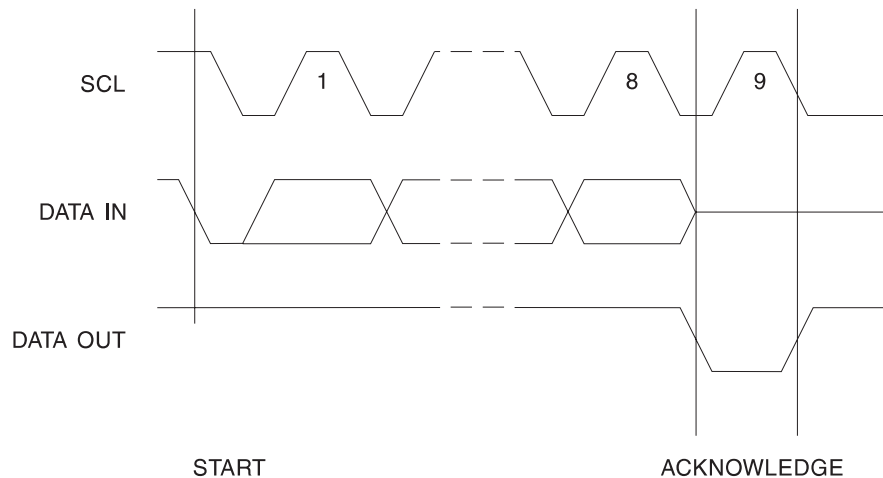 SCL
1
8
9
DATA IN
DATA OUT
START
ACKNOWLEDGE